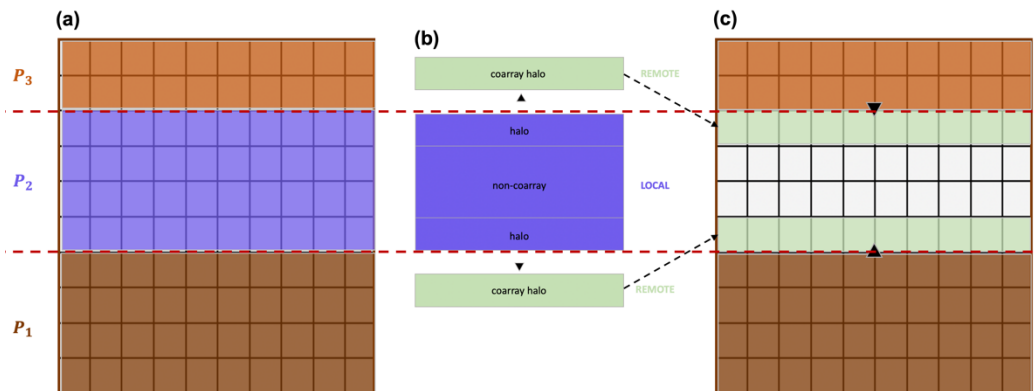 (a)
(b)
(c)
P3
P2
P1
coarray halo
REMOTE
halo
non-coarray
LOCAL
halo
coarray halo
REMOTE